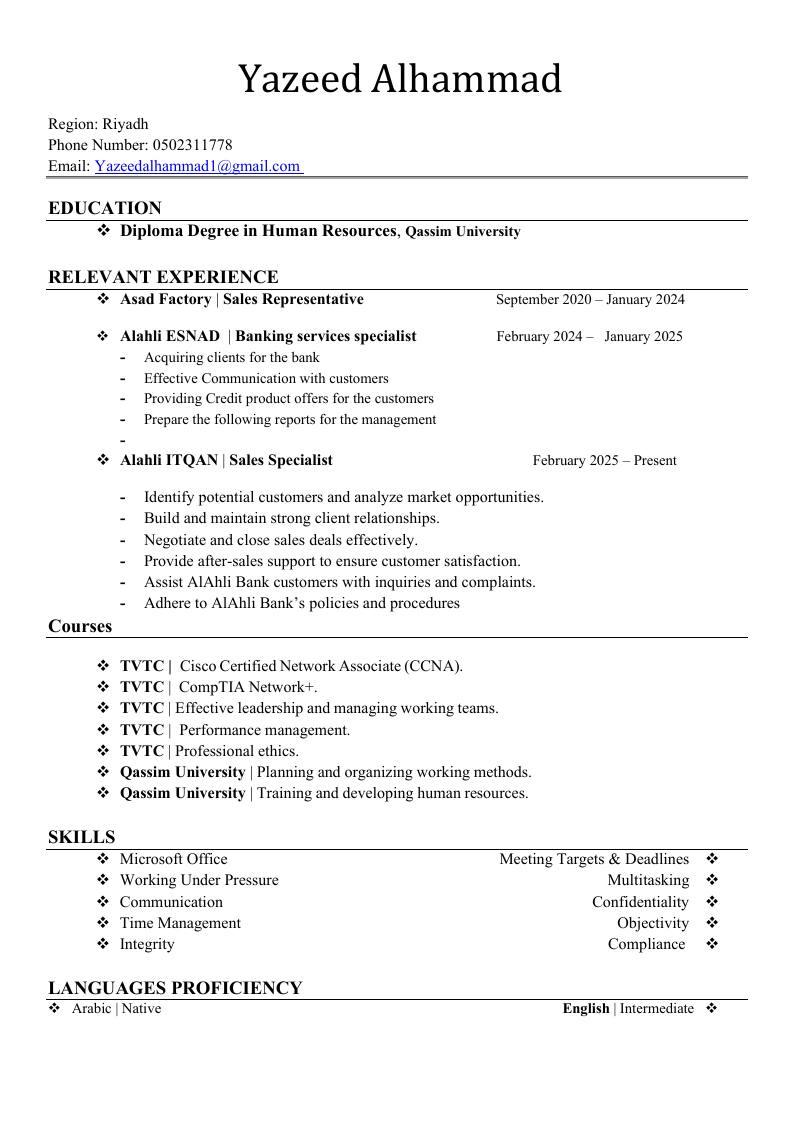 Yazeed Alhammad
Region: Riyadh
Phone Number: 0502311778
Email: Yazeedalhammad1@gmail.com
EDUCATION
❖ Diploma Degree in Human Resources, Qassim University
RELEVANT EXPERIENCE
❖ Asad Factory | Sales Representative September 2020 – January 2024
❖ Alahli ESNAD | Banking services specialist February 2024 – January 2025
- Acquiring clients for the bank
- Effective Communication with customers
- Providing Credit product offers for the customers
- Prepare the following reports for the management
-
❖ Alahli ITQAN | Sales Specialist February 2025 – Present
- Identify potential customers and analyze market opportunities.
- Build and maintain strong client relationships.
- Negotiate and close sales deals effectively.
- Provide after-sales support to ensure customer satisfaction.
- Assist AlAhli Bank customers with inquiries and complaints.
- Adhere to AlAhli Bank’s policies and procedures
Courses
❖ TVTC | Cisco Certified Network Associate (CCNA).
❖ TVTC | CompTIA Network+.
❖ TVTC | Effective leadership and managing working teams.
❖ TVTC | Performance management.
❖ TVTC | Professional ethics.
❖ Qassim University | Planning and organizing working methods.
❖ Qassim University | Training and developing human resources.
SKILLS
❖ Microsoft Office Meeting Targets & Deadlines ❖
❖ Working Under Pressure Multitasking ❖
❖ Communication Confidentiality ❖
❖ Time Management Objectivity ❖
❖ Integrity Compliance ❖
LANGUAGES PROFICIENCY
❖ Arabic | Native English | Intermediate ❖